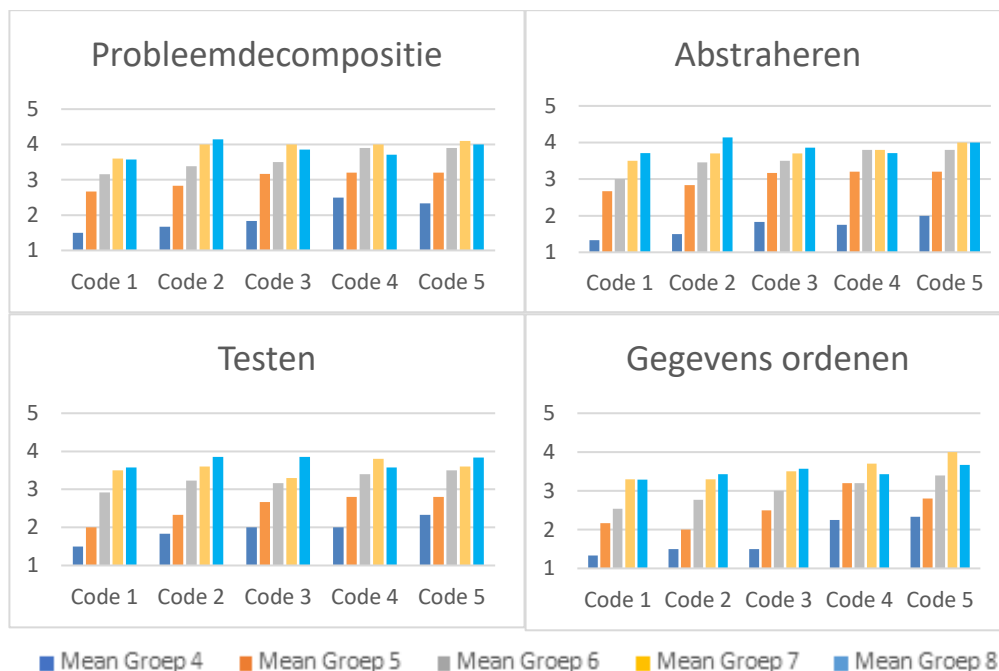 Probleemdecompositie
5
4
3
2
1
Code 1 Code 2 Code 3 Code 4 Code 5
Abstraheren
5
4
3
2
1
Code 1 Code 2 Code 3 Code 4 Code 5
Testen
5
4
3
2
1
Code 1 Code 2 Code 3 Code 4 Code 5
Gegevens ordenen
5
4
3
2
1
Code 1 Code 2 Code 3 Code 4 Code 5
Mean Groep 4 Mean Groep 5 Mean Groep 6 Mean Groep 7 Mean Groep 8